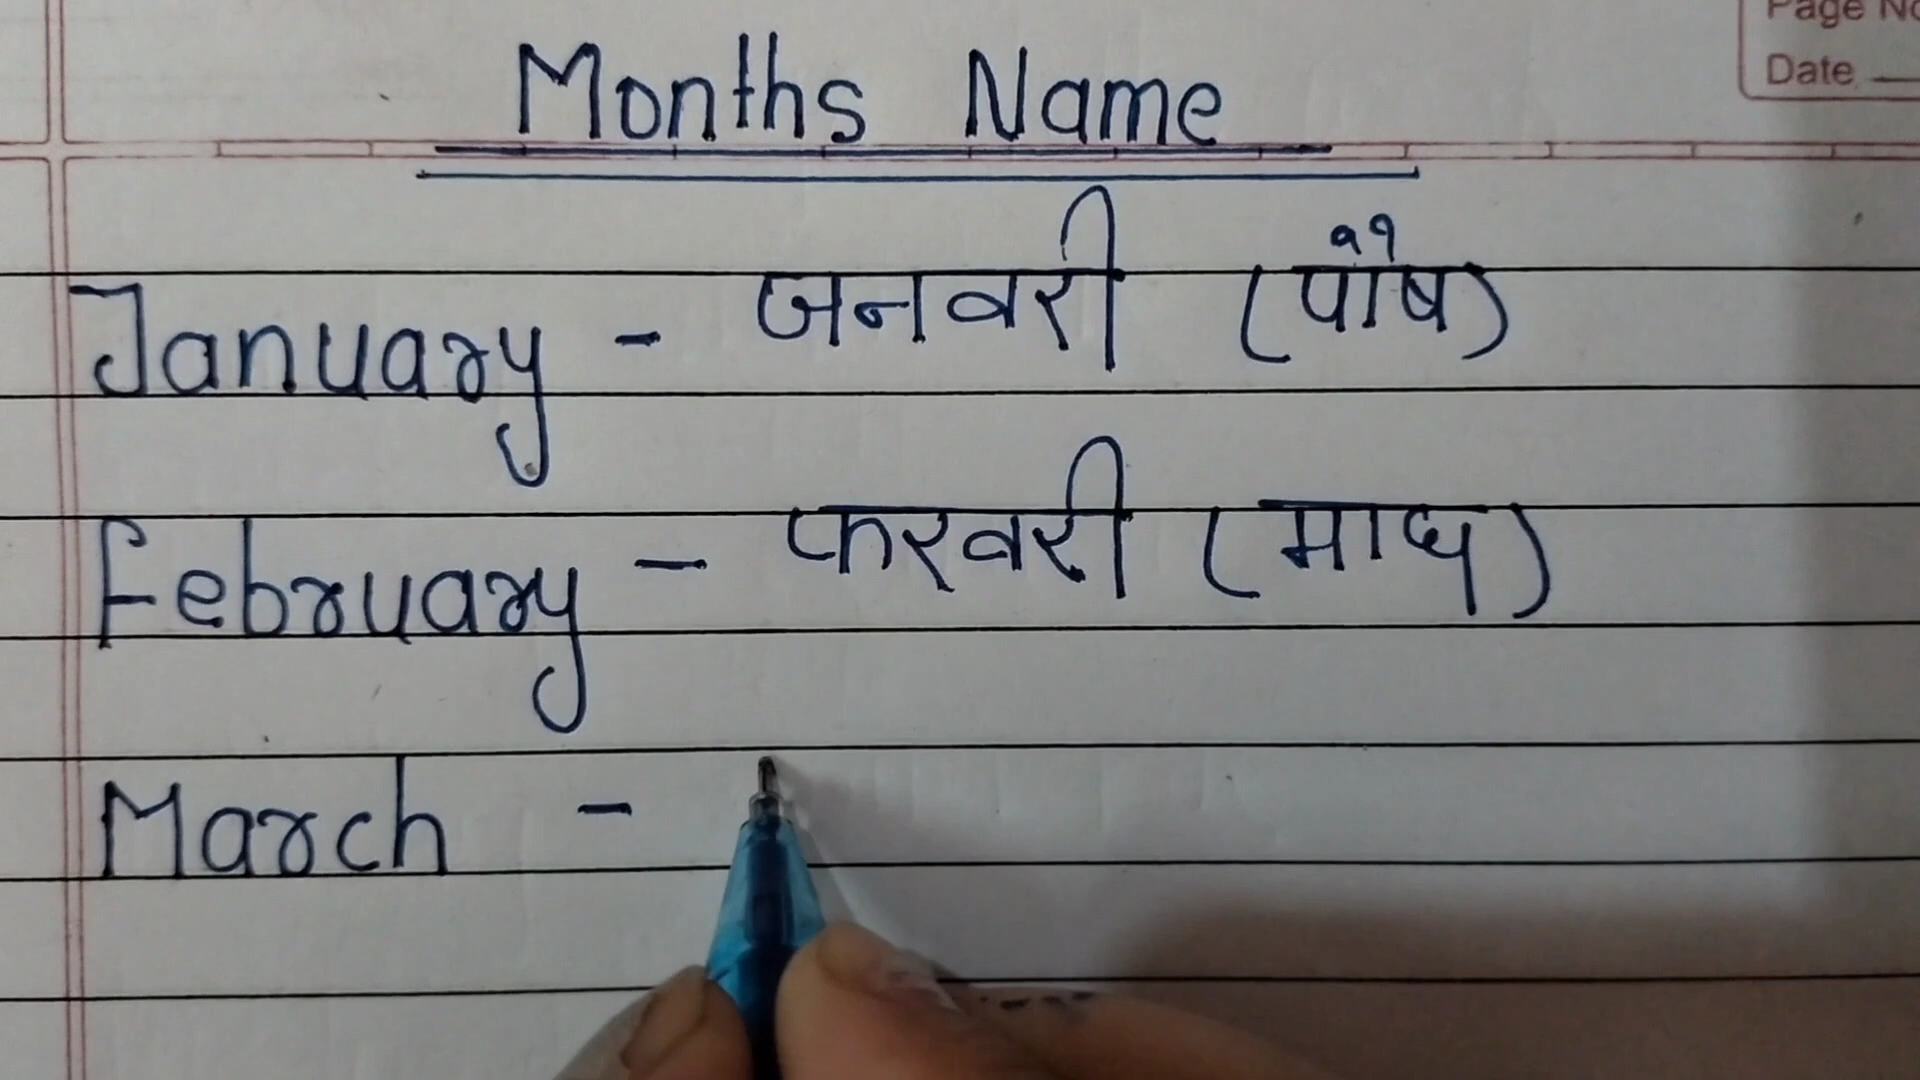 Page No
Date
Months Name
January - जनवरी (पौष)
February - फरवरी (माघ)
March -